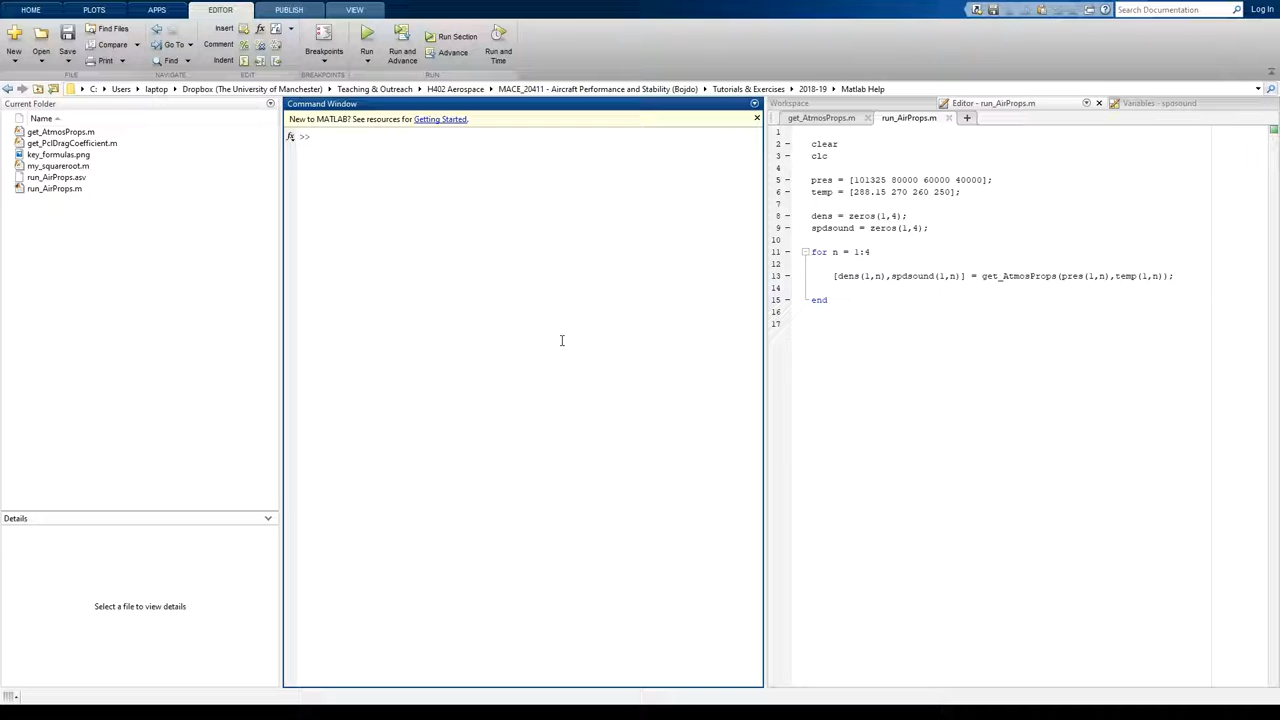 HOME PLOTS APPS EDITOR PUBLISH VIEW Search Documentation Log In
New Open Save Find Files Compare Print Go To Find Insert Comment Indent fx Breakpoints Run Run and Advance Run Section Advance Run and Time
FILE NAVIGATE EDIT BREAKPOINTS RUN
C: Users laptop Dropbox (The University of Manchester) Teaching & Outreach H402 Aerospace MACE_20411 - Aircraft Performance and Stability (Bojdo) Tutorials & Exercises 2018-19 Matlab Help
Current Folder
Name
get_AtmosProps.m
get_PclDragCoefficient.m
key_formulas.png
my_squareroot.m
run_AirProps.asv
run_AirProps.m
Details
Select a file to view details
Command Window
New to MATLAB? See resources for Getting Started.
fx >>
Workspace Editor - run_AirProps.m Variables - spdsound
get_AtmosProps.m run_AirProps.m +
1
2 clear
3 clc
4
5 pres = [101325 80000 60000 40000];
6 temp = [288.15 270 260 250];
7
8 dens = zeros(1,4);
9 spdsound = zeros(1,4);
10
11 for n = 1:4
12
13 [dens(1,n),spdsound(1,n)] = get_AtmosProps(pres(1,n),temp(1,n));
14
15 end
16
17